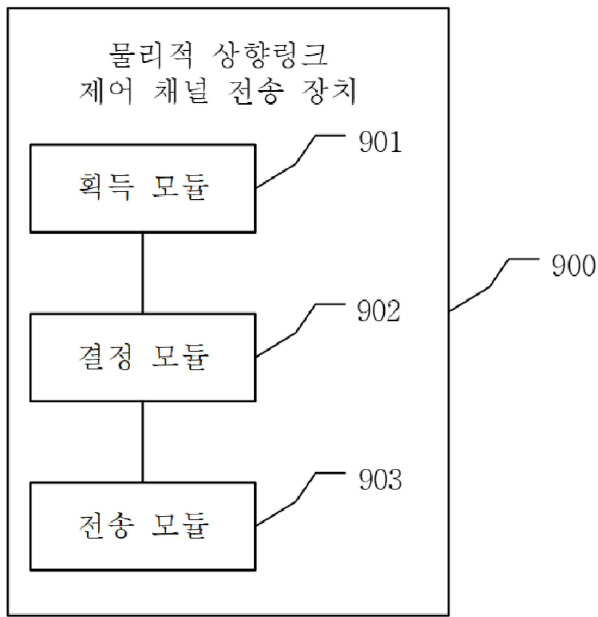 물리적 상향링크
제어 채널 전송 장치
901
획득 모듈
900
902
결정 모듈
903
전송 모듈